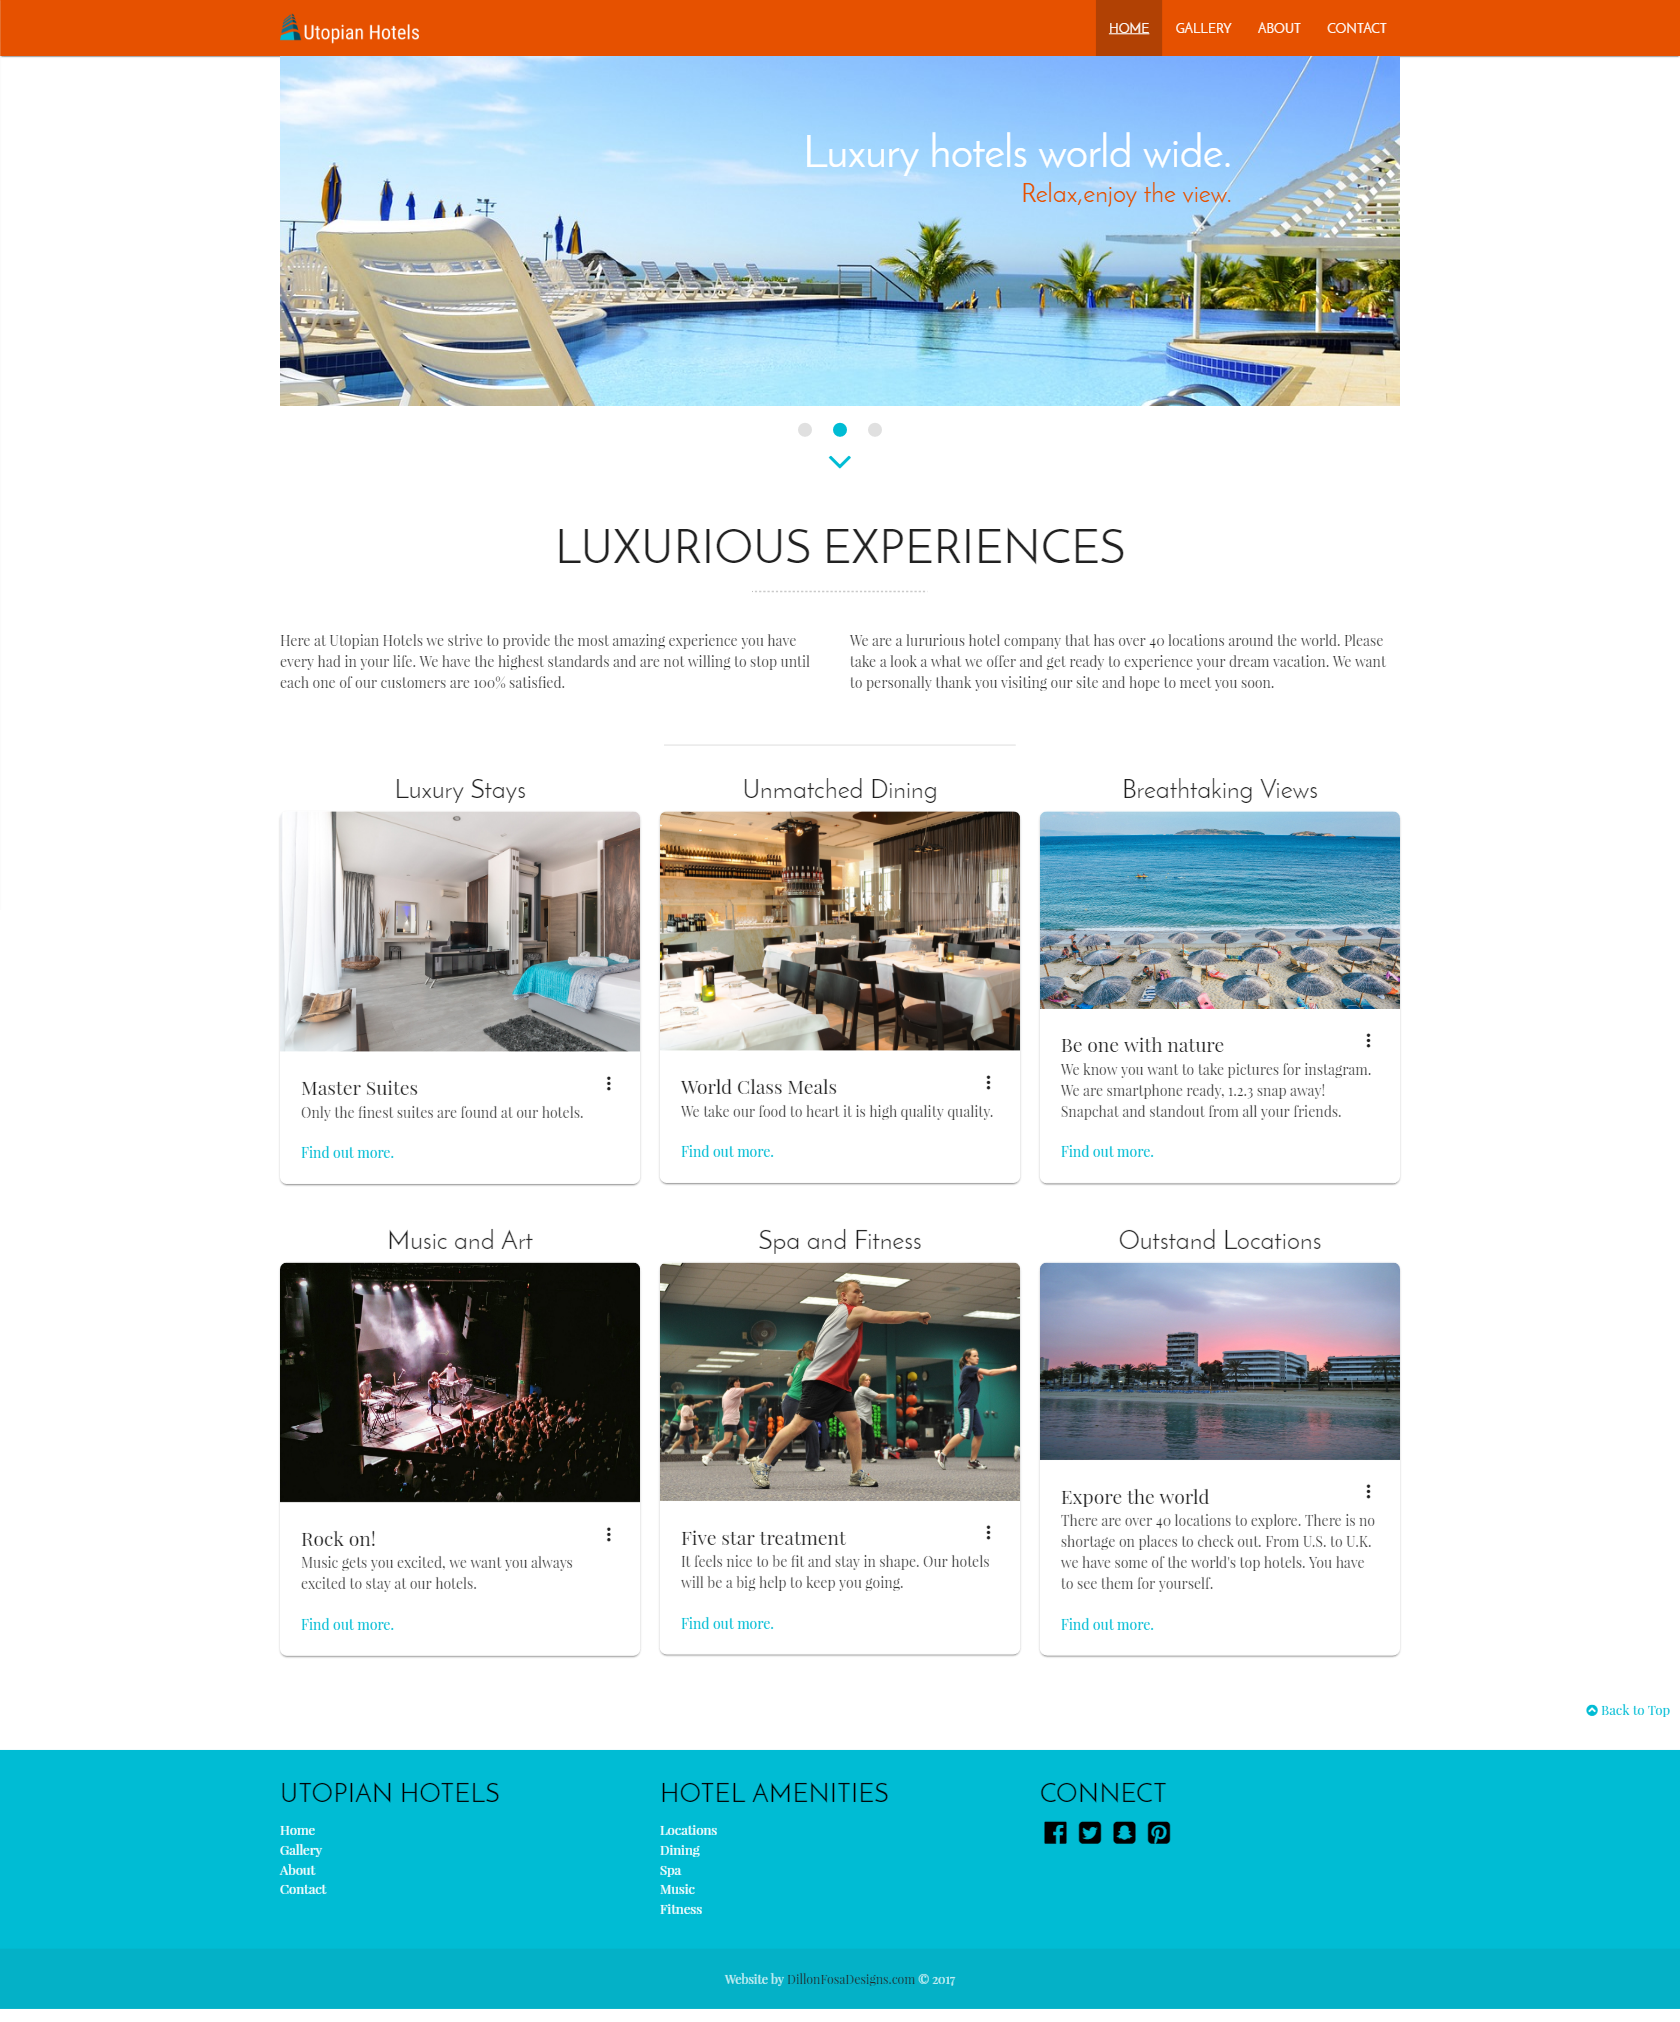 Utopian Hotels
HOME
GALLERY
ABOUT
CONTACT
Luxury hotels world wide.
Relax,enjoy the view.
LUXURIOUS EXPERIENCES
Here at Utopian Hotels we strive to provide the most amazing experience you have
every had in your life. We have the highest standards and are not willing to stop until
each one of our customers are 100% satisfied.
We are a lururious hotel company that has over 40 locations around the world. Please
take a look a what we offer and get ready to experience your dream vacation. We want
to personally thank you visiting our site and hope to meet you soon.
Luxury Stays
Unmatched Dining
Breathtaking Views
Master Suites
Only the finest suites are found at our hotels.
Find out more.
World Class Meals
We take our food to heart it is high quality quality.
Find out more.
Be one with nature
We know you want to take pictures for instagram.
We are smartphone ready, 1.2.3 snap away!
Snapchat and standout from all your friends.
Find out more.
Music and Art
Spa and Fitness
Outstand Locations
Rock on!
Music gets you excited, we want you always
excited to stay at our hotels.
Find out more.
Five star treatment
It feels nice to be fit and stay in shape. Our hotels
will be a big help to keep you going.
Find out more.
Expore the world
There are over 40 locations to explore. There is no
shortage on places to check out. From U.S. to U.K.
we have some of the world's top hotels. You have
to see them for yourself.
Find out more.
Back to Top
UTOPIAN HOTELS
Home
Gallery
About
Contact
HOTEL AMENITIES
Locations
Dining
Spa
Music
Fitness
CONNECT
Website by DillonFosaDesigns.com © 2017